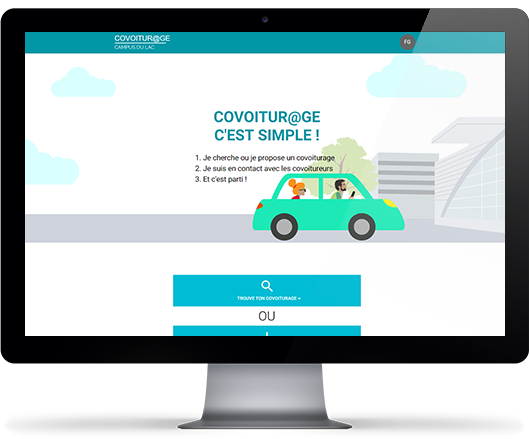 COVOITUR@GE
CAMPUS DU LAC
FG
COVOITUR@GE
C'EST SIMPLE !
1. Je cherche ou je propose un covoiturage
2. Je suis en contact avec les covoitureurs
3. Et c'est parti !
TROUVE TON COVOITURAGE »
OU